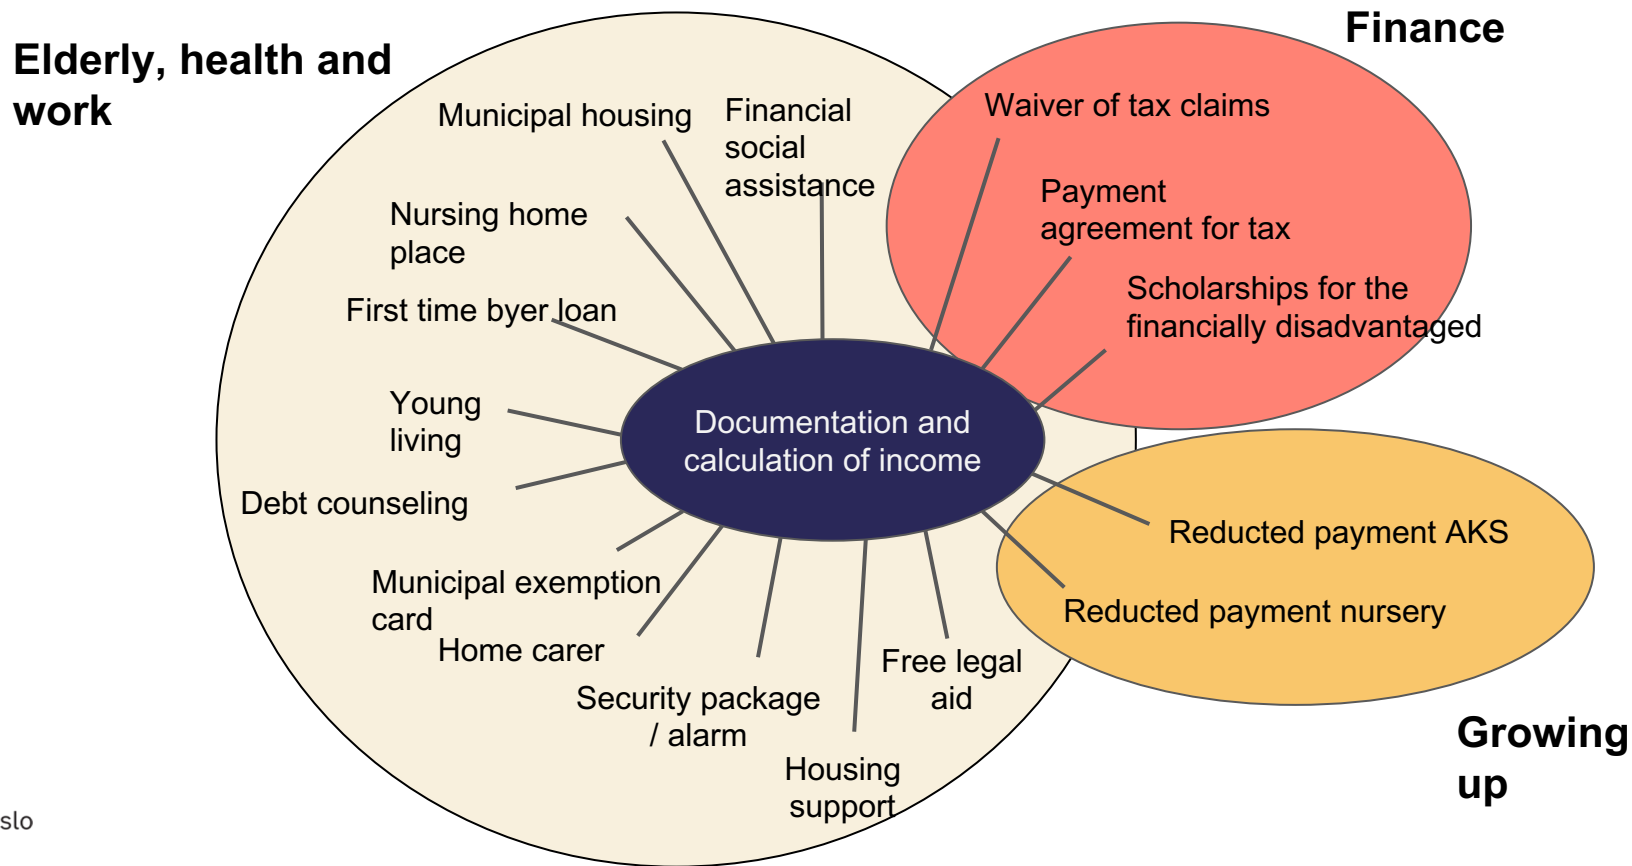 Elderly, health and
work
Finance
Municipal housing
Financial
social
assistance
Waiver of tax claims
Payment
agreement for tax
Nursing home
place
Scholarships for the
financially disadvantaged
First time byer loan
Young
living
Documentation and
calculation of income
Debt counseling
Reducted payment AKS
Municipal exemption
card
Reducted payment nursery
Home carer
Free legal
aid
Security package
/ alarm
Housing
support
Growing
up
slo